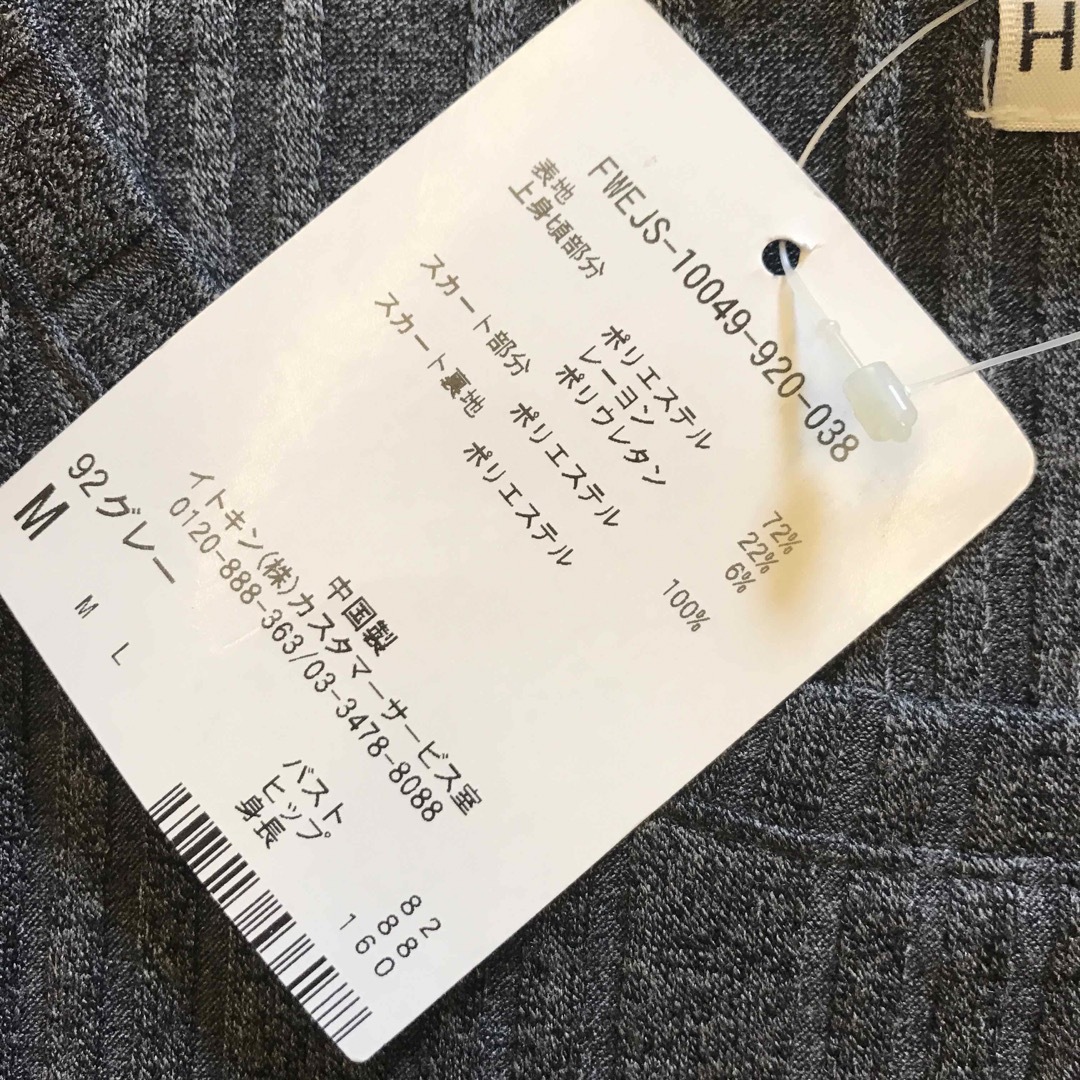 H
FWEJS-10049-920-038
表地
上身頃部分
ポリエステル 72%
レーヨン 22%
ポリウレタン 6%
スカート部分 ポリエステル 100%
スカート裏地 ポリエステル
中国製
イトキン(株)カスタマーサービス室
0120-888-363/03-3478-8088
92グレー
M
M L
バスト 82
ヒップ 88
身長 160